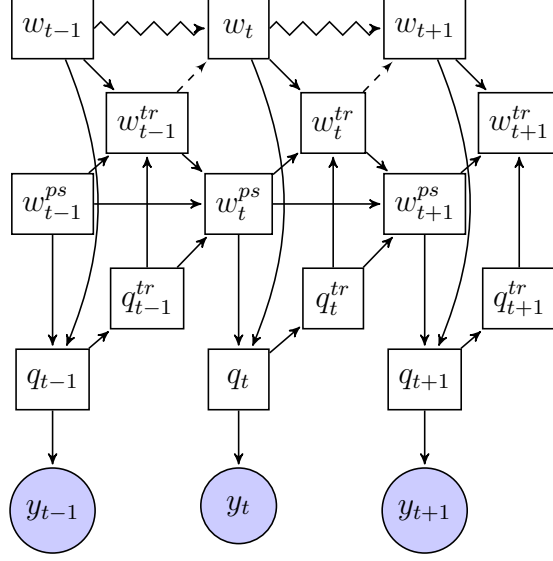 w_{t−1} w_t w_{t+1}
w^{tr}_{t−1} w^{tr}_t w^{tr}_{t+1}
w^{ps}_{t−1} w^{ps}_t w^{ps}_{t+1}
q^{tr}_{t−1} q^{tr}_t q^{tr}_{t+1}
q_{t−1} q_t q_{t+1}
y_{t−1} y_t y_{t+1}